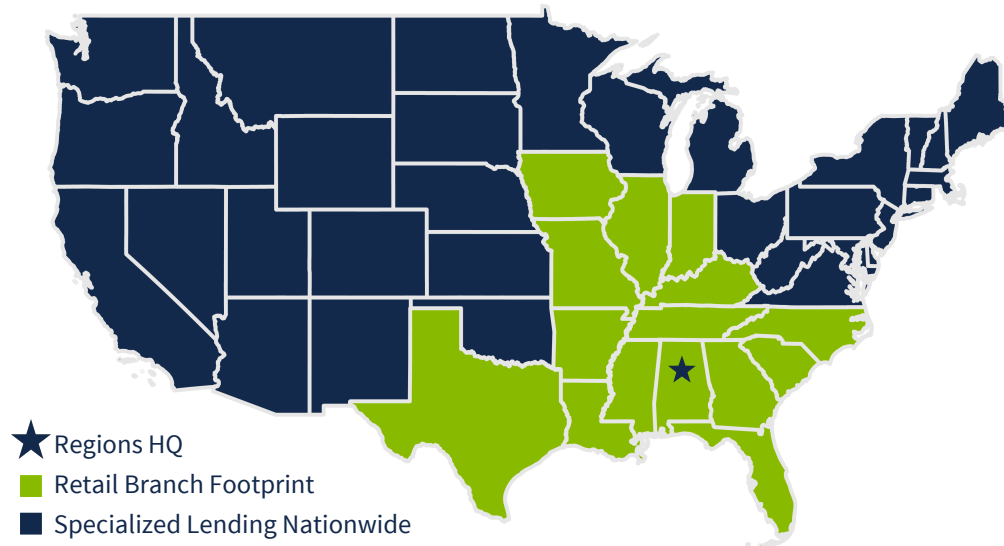 Regions HQ
Retail Branch Footprint
Specialized Lending Nationwide